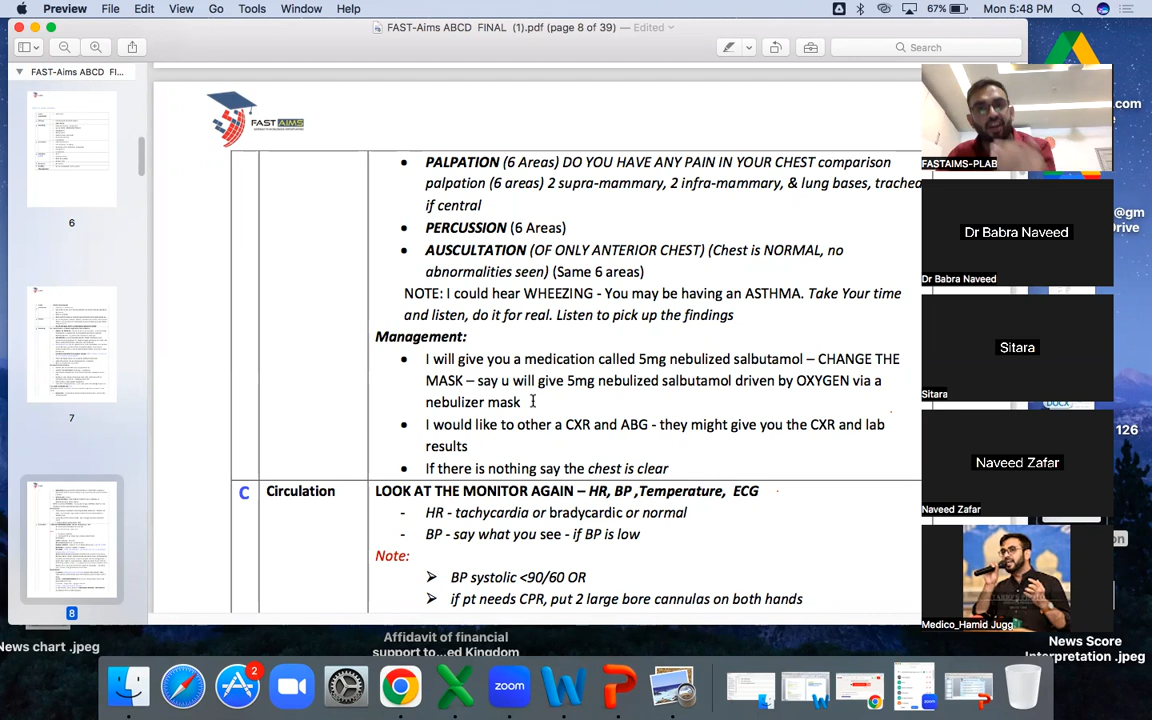 Preview File Edit View Go Tools Window Help
67% Mon 5:48 PM
FAST-Aims ABCD FINAL (1).pdf (page 8 of 39) — Edited
Search
FAST-Aims ABCD FI...
6
7
8
FAST AIMS
PALPATION (6 Areas) DO YOU HAVE ANY PAIN IN YOUR CHEST comparison
palpation (6 areas) 2 supra-mammary, 2 infra-mammary, & lung bases, trached
if central
PERCUSSION (6 Areas)
AUSCULTATION (OF ONLY ANTERIOR CHEST) (Chest is NORMAL, no
abnormalities seen) (Same 6 areas)
NOTE: I could hear WHEEZING - You may be having an ASTHMA. Take Your time
and listen, do it for real. Listen to pick up the findings
Management:
I will give you a medication called 5mg nebulized salbutamol – CHANGE THE
MASK – say u will give 5mg nebulized salbutamol driven by OXYGEN via a
nebulizer mask
I would like to other a CXR and ABG - they might give you the CXR and lab
results
If there is nothing say the chest is clear
C Circulation LOOK AT THE MONITOR AGAIN – HR, BP ,Temperature, ECG
- HR - tachycardia or bradycardic or normal
- BP - say what you see - if BP is low
Note:
BP systolic <90/60 OR
if pt needs CPR, put 2 large bore cannulas on both hands
FASTAIMS-PLAB
Dr Babra Naveed
Dr Babra Naveed
Sitara
Sitara
Naveed Zafar
Naveed Zafar
Medico_Hamid Jugg
.com
@gm
Drive
DOCX
126
News chart .jpeg
Affidavit of financial
support to...ed Kingdom
News Score
Interpretation .jpeg
2
zoom